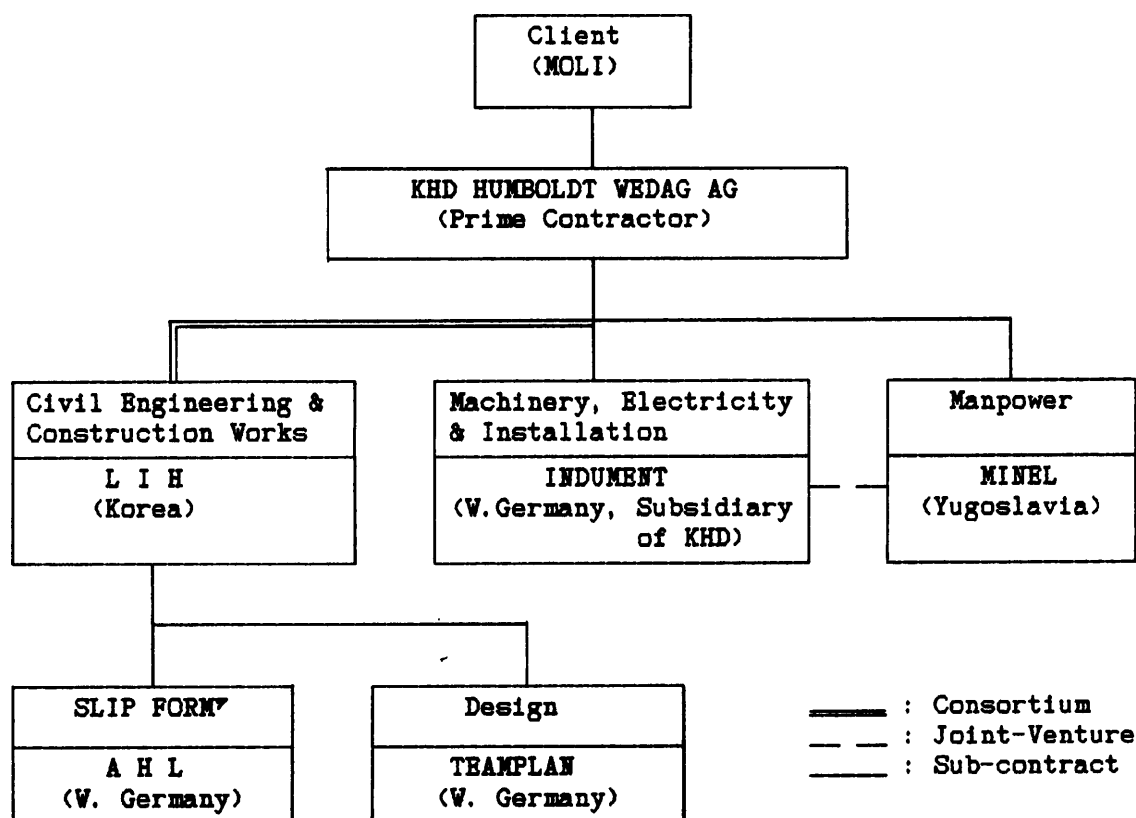 Client
(MOLI)
KHD HUMBOLDT WEDAG AG
(Prime Contractor)
Civil Engineering &
Construction Works
L I H
(Korea)
Machinery, Electricity
& Installation
INDUMENT
(W.Germany, Subsidiary
of KHD)
Manpower
MINEL
(Yugoslavia)
SLIP FORM
A H L
(W. Germany)
Design
TEAMPLAN
(W. Germany)
: Consortium
: Joint-Venture
: Sub-contract